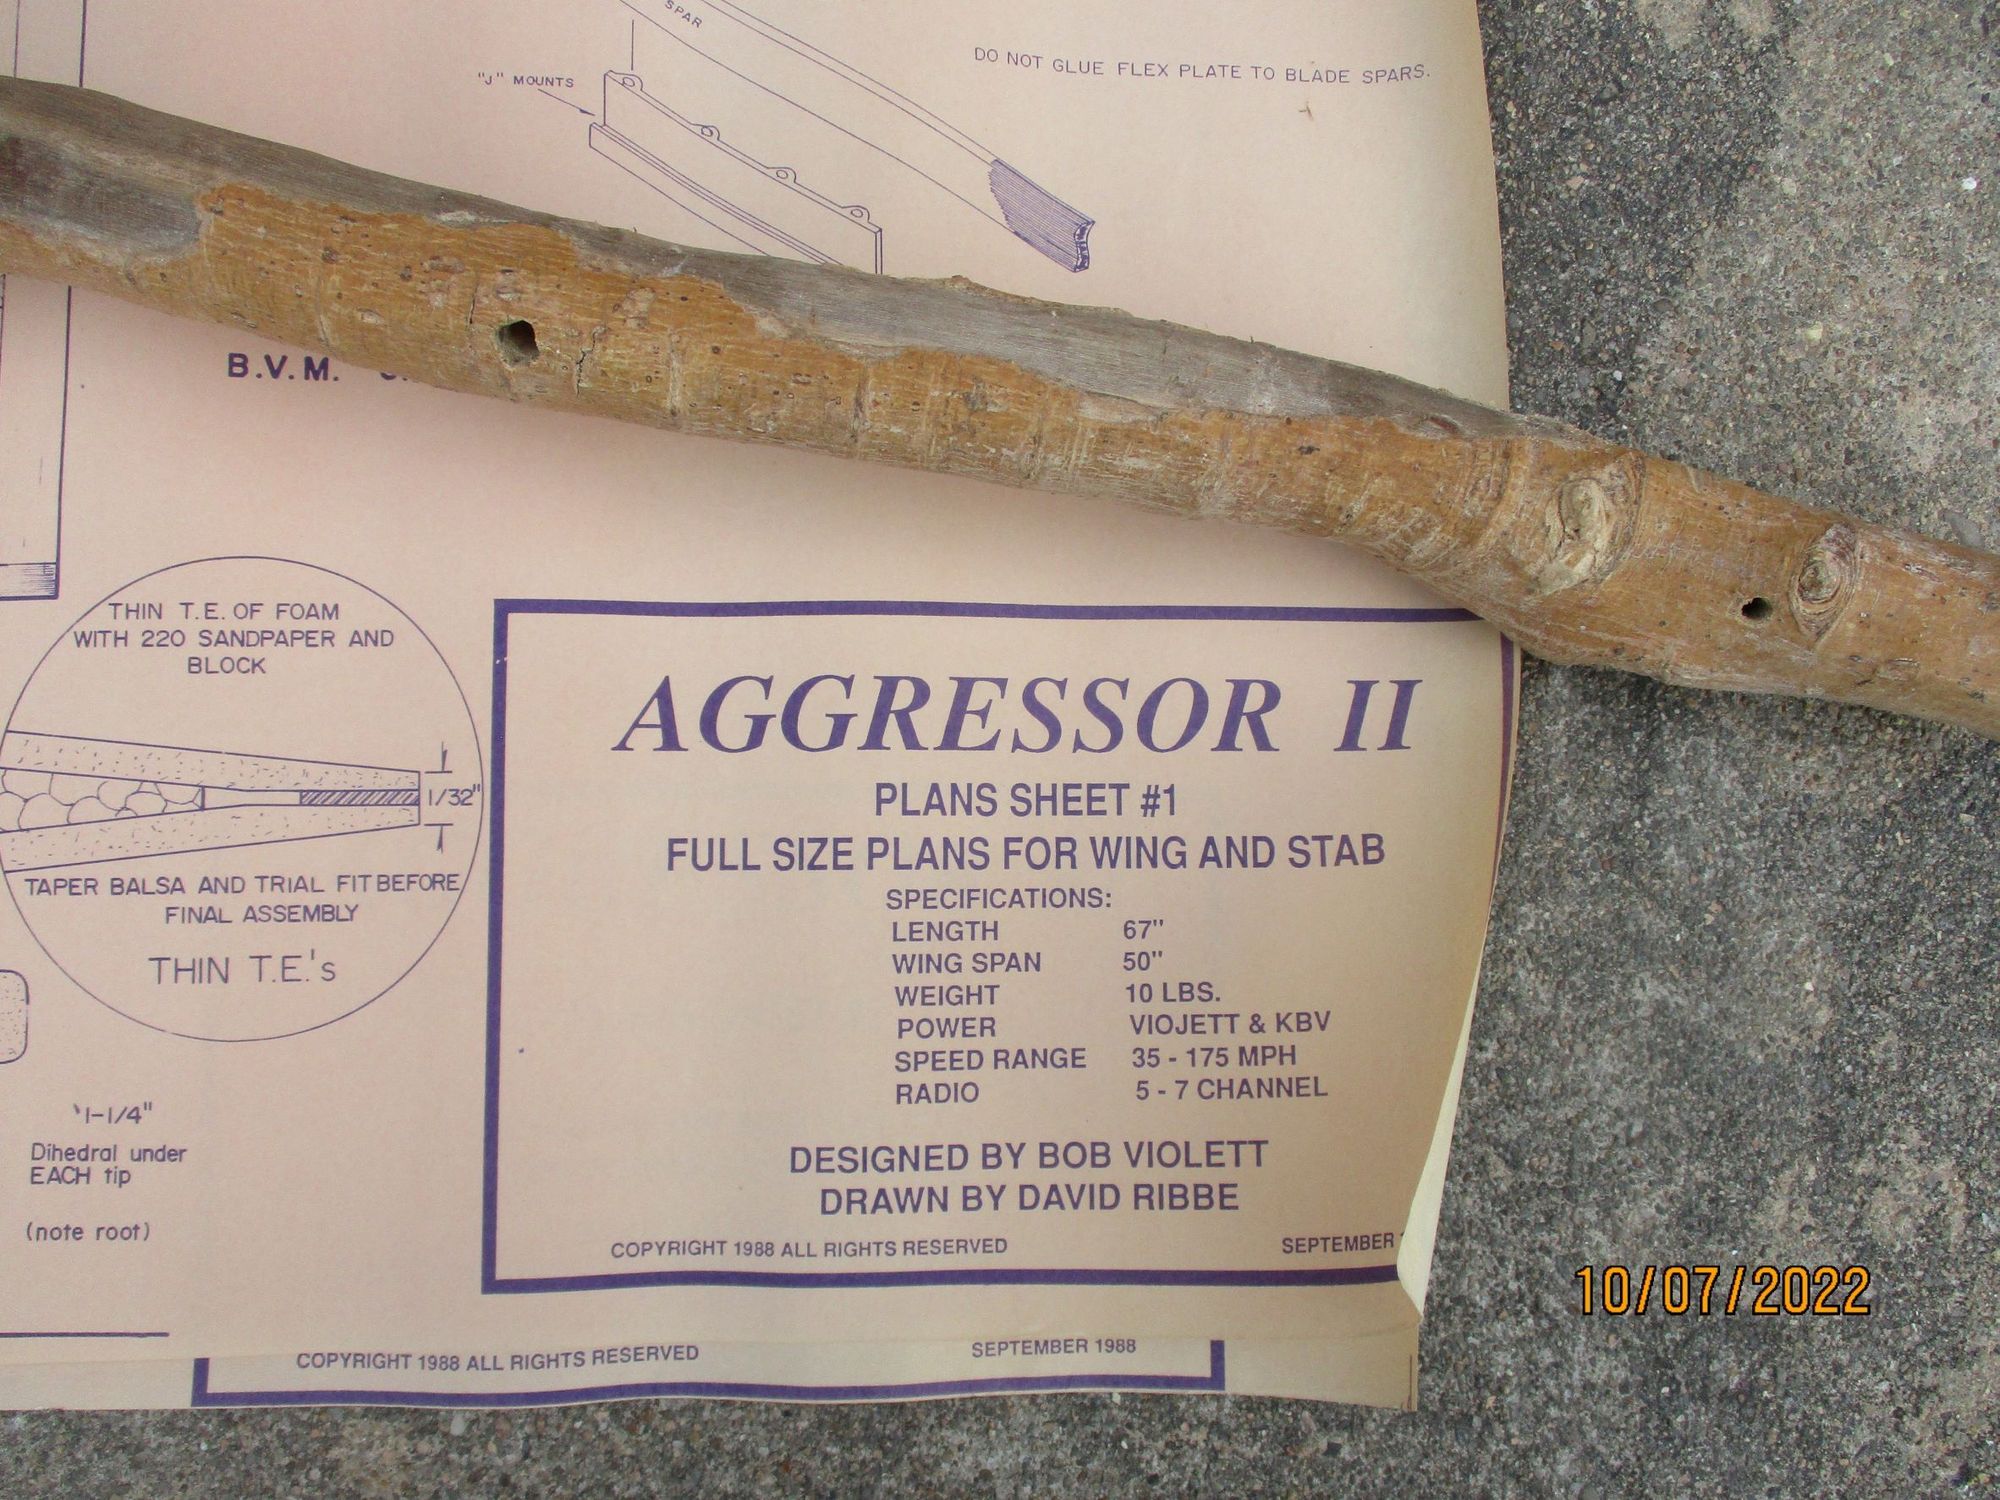 SPAR
DO NOT GLUE FLEX PLATE TO BLADE SPARS.
"J" MOUNTS
B.V.M.
THIN T.E. OF FOAM
WITH 220 SANDPAPER AND
BLOCK
1/32"
TAPER BALSA AND TRIAL FIT BEFORE
FINAL ASSEMBLY
THIN T.E.'s
1-1/4"
Dihedral under
EACH tip
(note root)
AGGRESSOR II
PLANS SHEET #1
FULL SIZE PLANS FOR WING AND STAB
SPECIFICATIONS:
LENGTH 67"
WING SPAN 50"
WEIGHT 10 LBS.
POWER VIOJETT & KBV
SPEED RANGE 35 - 175 MPH
RADIO 5 - 7 CHANNEL
DESIGNED BY BOB VIOLETT
DRAWN BY DAVID RIBBE
COPYRIGHT 1988 ALL RIGHTS RESERVED SEPTEMBER
COPYRIGHT 1988 ALL RIGHTS RESERVED SEPTEMBER 1988
10/07/2022